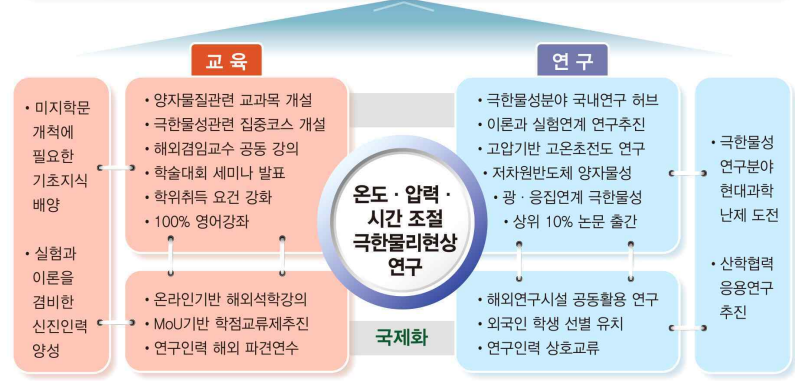 교 육
• 미지학문
개척에
필요한
기초지식
배양
• 실험과
이론을
겸비한
신진인력
양성
• 양자물질관련 교과목 개설
• 극한물성관련 집중코스 개설
• 해외겸임교수 공동 강의
• 학술대회 세미나 발표
• 학위취득 요건 강화
• 100% 영어강좌
• 온라인기반 해외석학강의
• MoU기반 학점교류제추진
• 연구인력 해외 파견연수
온도 · 압력 ·
시간 조절
극한물리현상
연구
국제화
연 구
• 극한물성분야 국내연구 허브
• 이론과 실험연계 연구추진
• 고압기반 고온초전도 연구
• 저차원반도체 양자물성
• 광 · 응집연계 극한물성
• 상위 10% 논문 출간
• 해외연구시설 공동활용 연구
• 외국인 학생 선별 유치
• 연구인력 상호교류
• 극한물성
연구분야
현대과학
난제 도전
• 산학협력
응용연구
추진